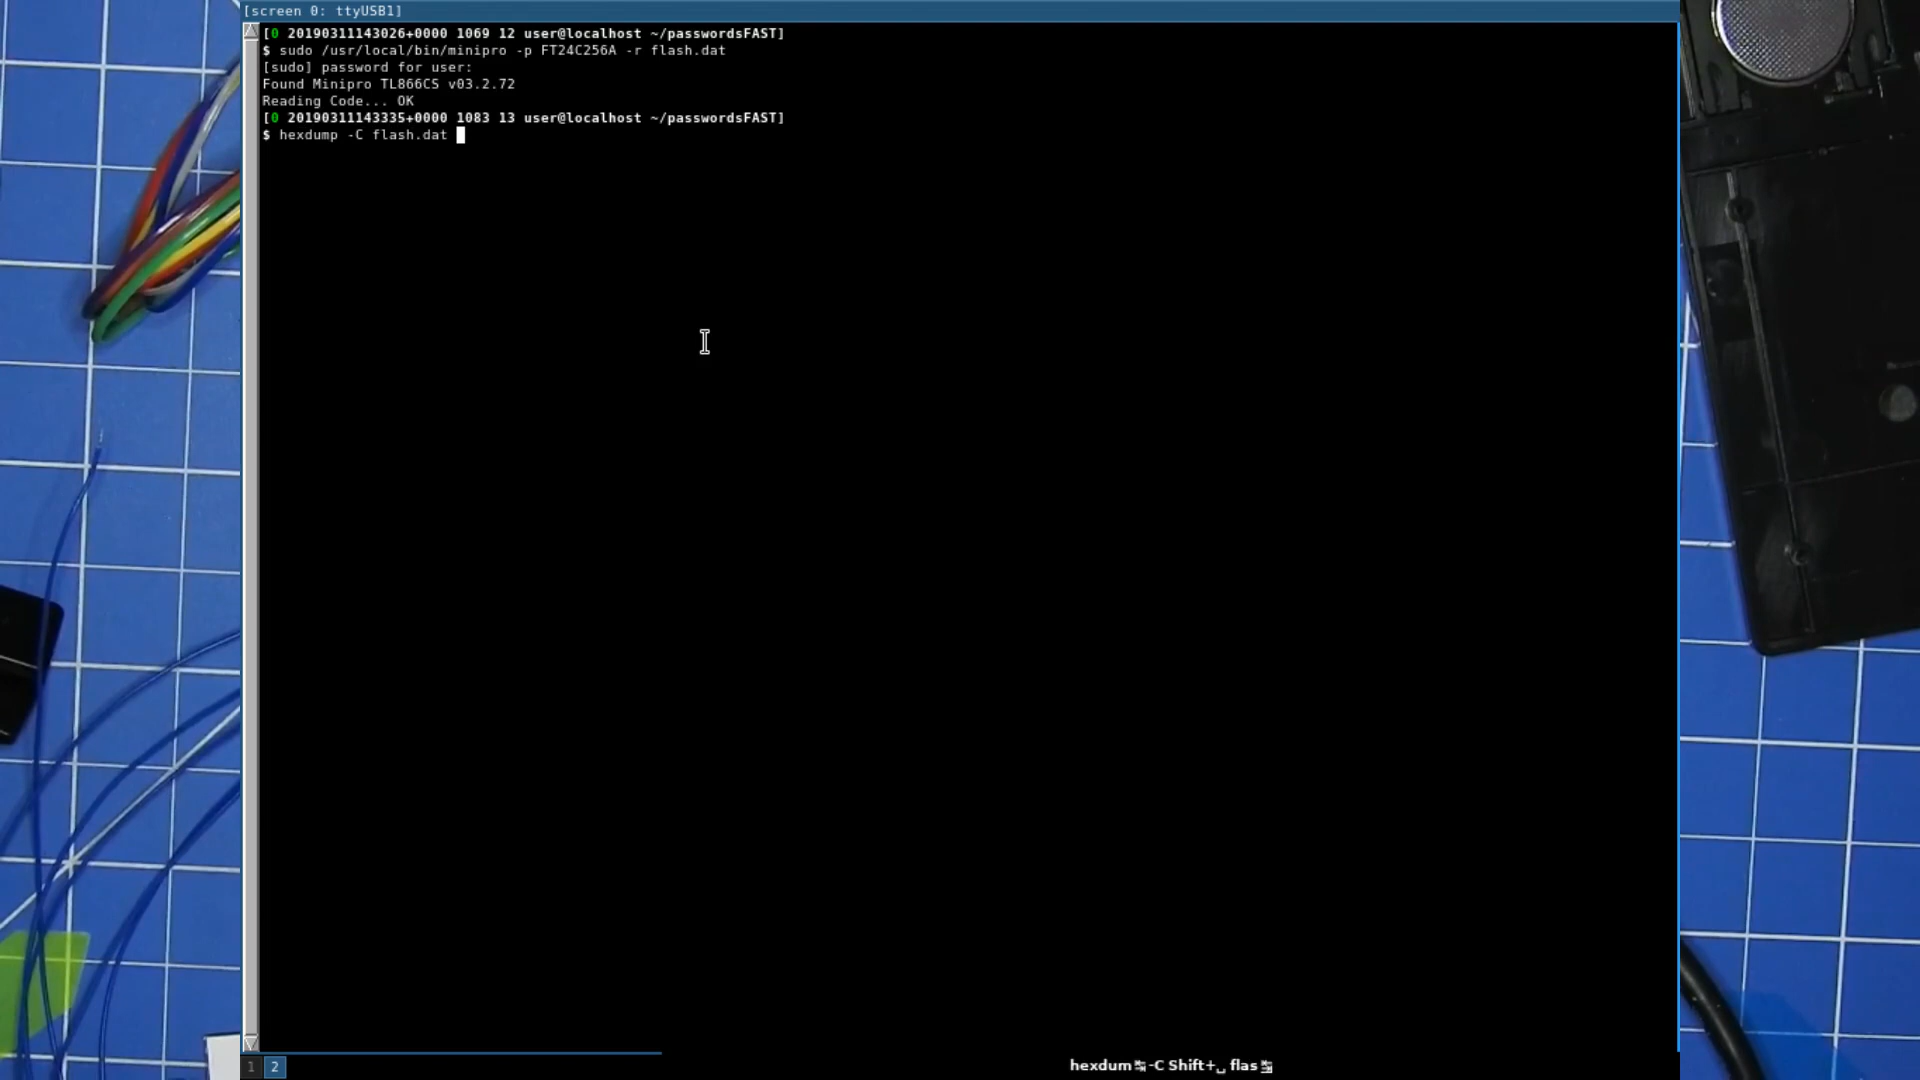 [screen 0: ttyUSB1]
[0 20190311143026+0000 1069 12 user@localhost ~/passwordsFAST]
$ sudo /usr/local/bin/minipro -p FT24C256A -r flash.dat
[sudo] password for user:
Found Minipro TL866CS v03.2.72
Reading Code... OK
[0 20190311143335+0000 1083 13 user@localhost ~/passwordsFAST]
$ hexdump -C flash.dat
1 2
hexdum↹-C Shift+␣ flas↹